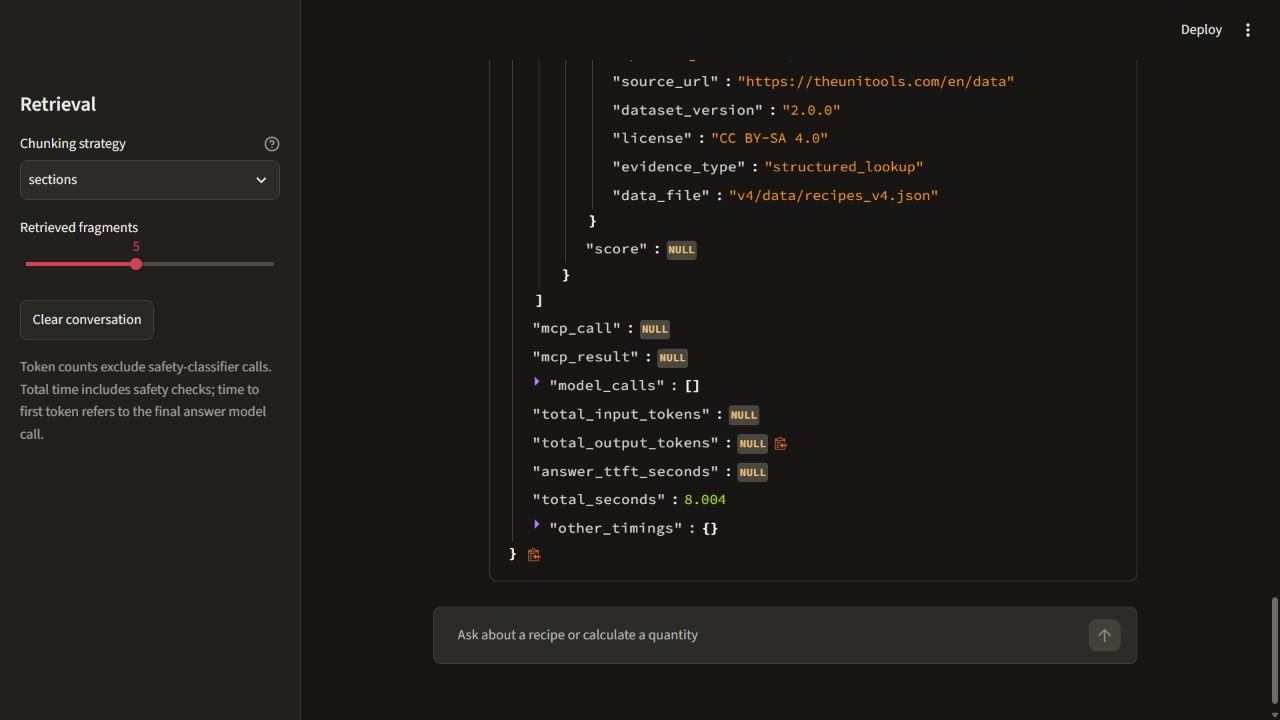 Deploy
Retrieval
Chunking strategy
sections
Retrieved fragments
5
Clear conversation
Token counts exclude safety-classifier calls.
Total time includes safety checks; time to
first token refers to the final answer model
call.
"source_url" : "https://theunitools.com/en/data"
"dataset_version" : "2.0.0"
"license" : "CC BY-SA 4.0"
"evidence_type" : "structured_lookup"
"data_file" : "v4/data/recipes_v4.json"
}
"score" : NULL
}
]
"mcp_call" : NULL
"mcp_result" : NULL
"model_calls" : []
"total_input_tokens" : NULL
"total_output_tokens" : NULL
"answer_ttft_seconds" : NULL
"total_seconds" : 8.004
"other_timings" : {}
}
Ask about a recipe or calculate a quantity